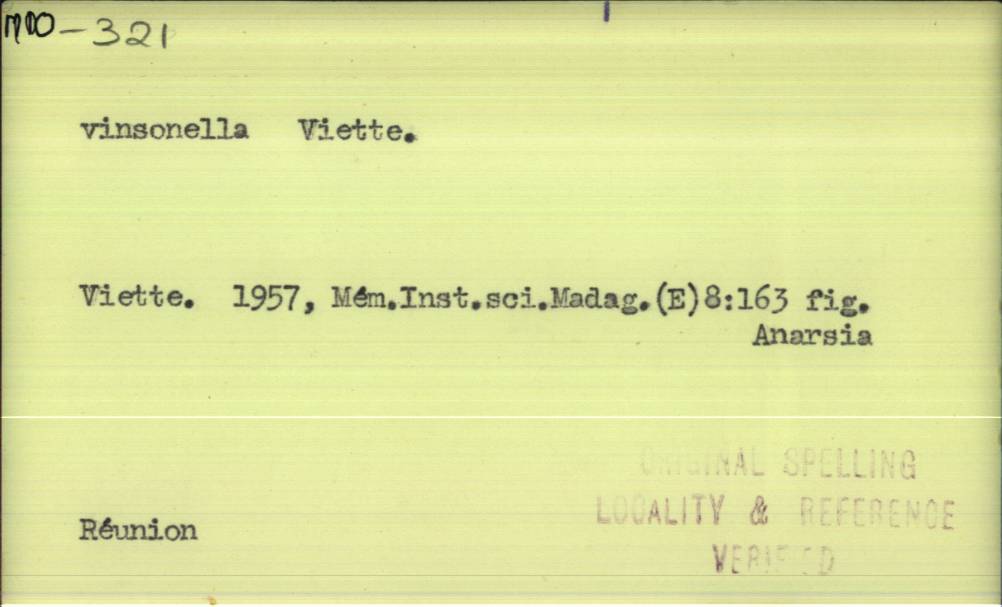 -321
vinsonella Viette.
Viette. 1957, Mém.Inst.sci.Madag.(E)8:163 fig.
Anarsia
ORIGINAL SPELLING
LOCALITY & REFERENCE
VERIFIED
Réunion